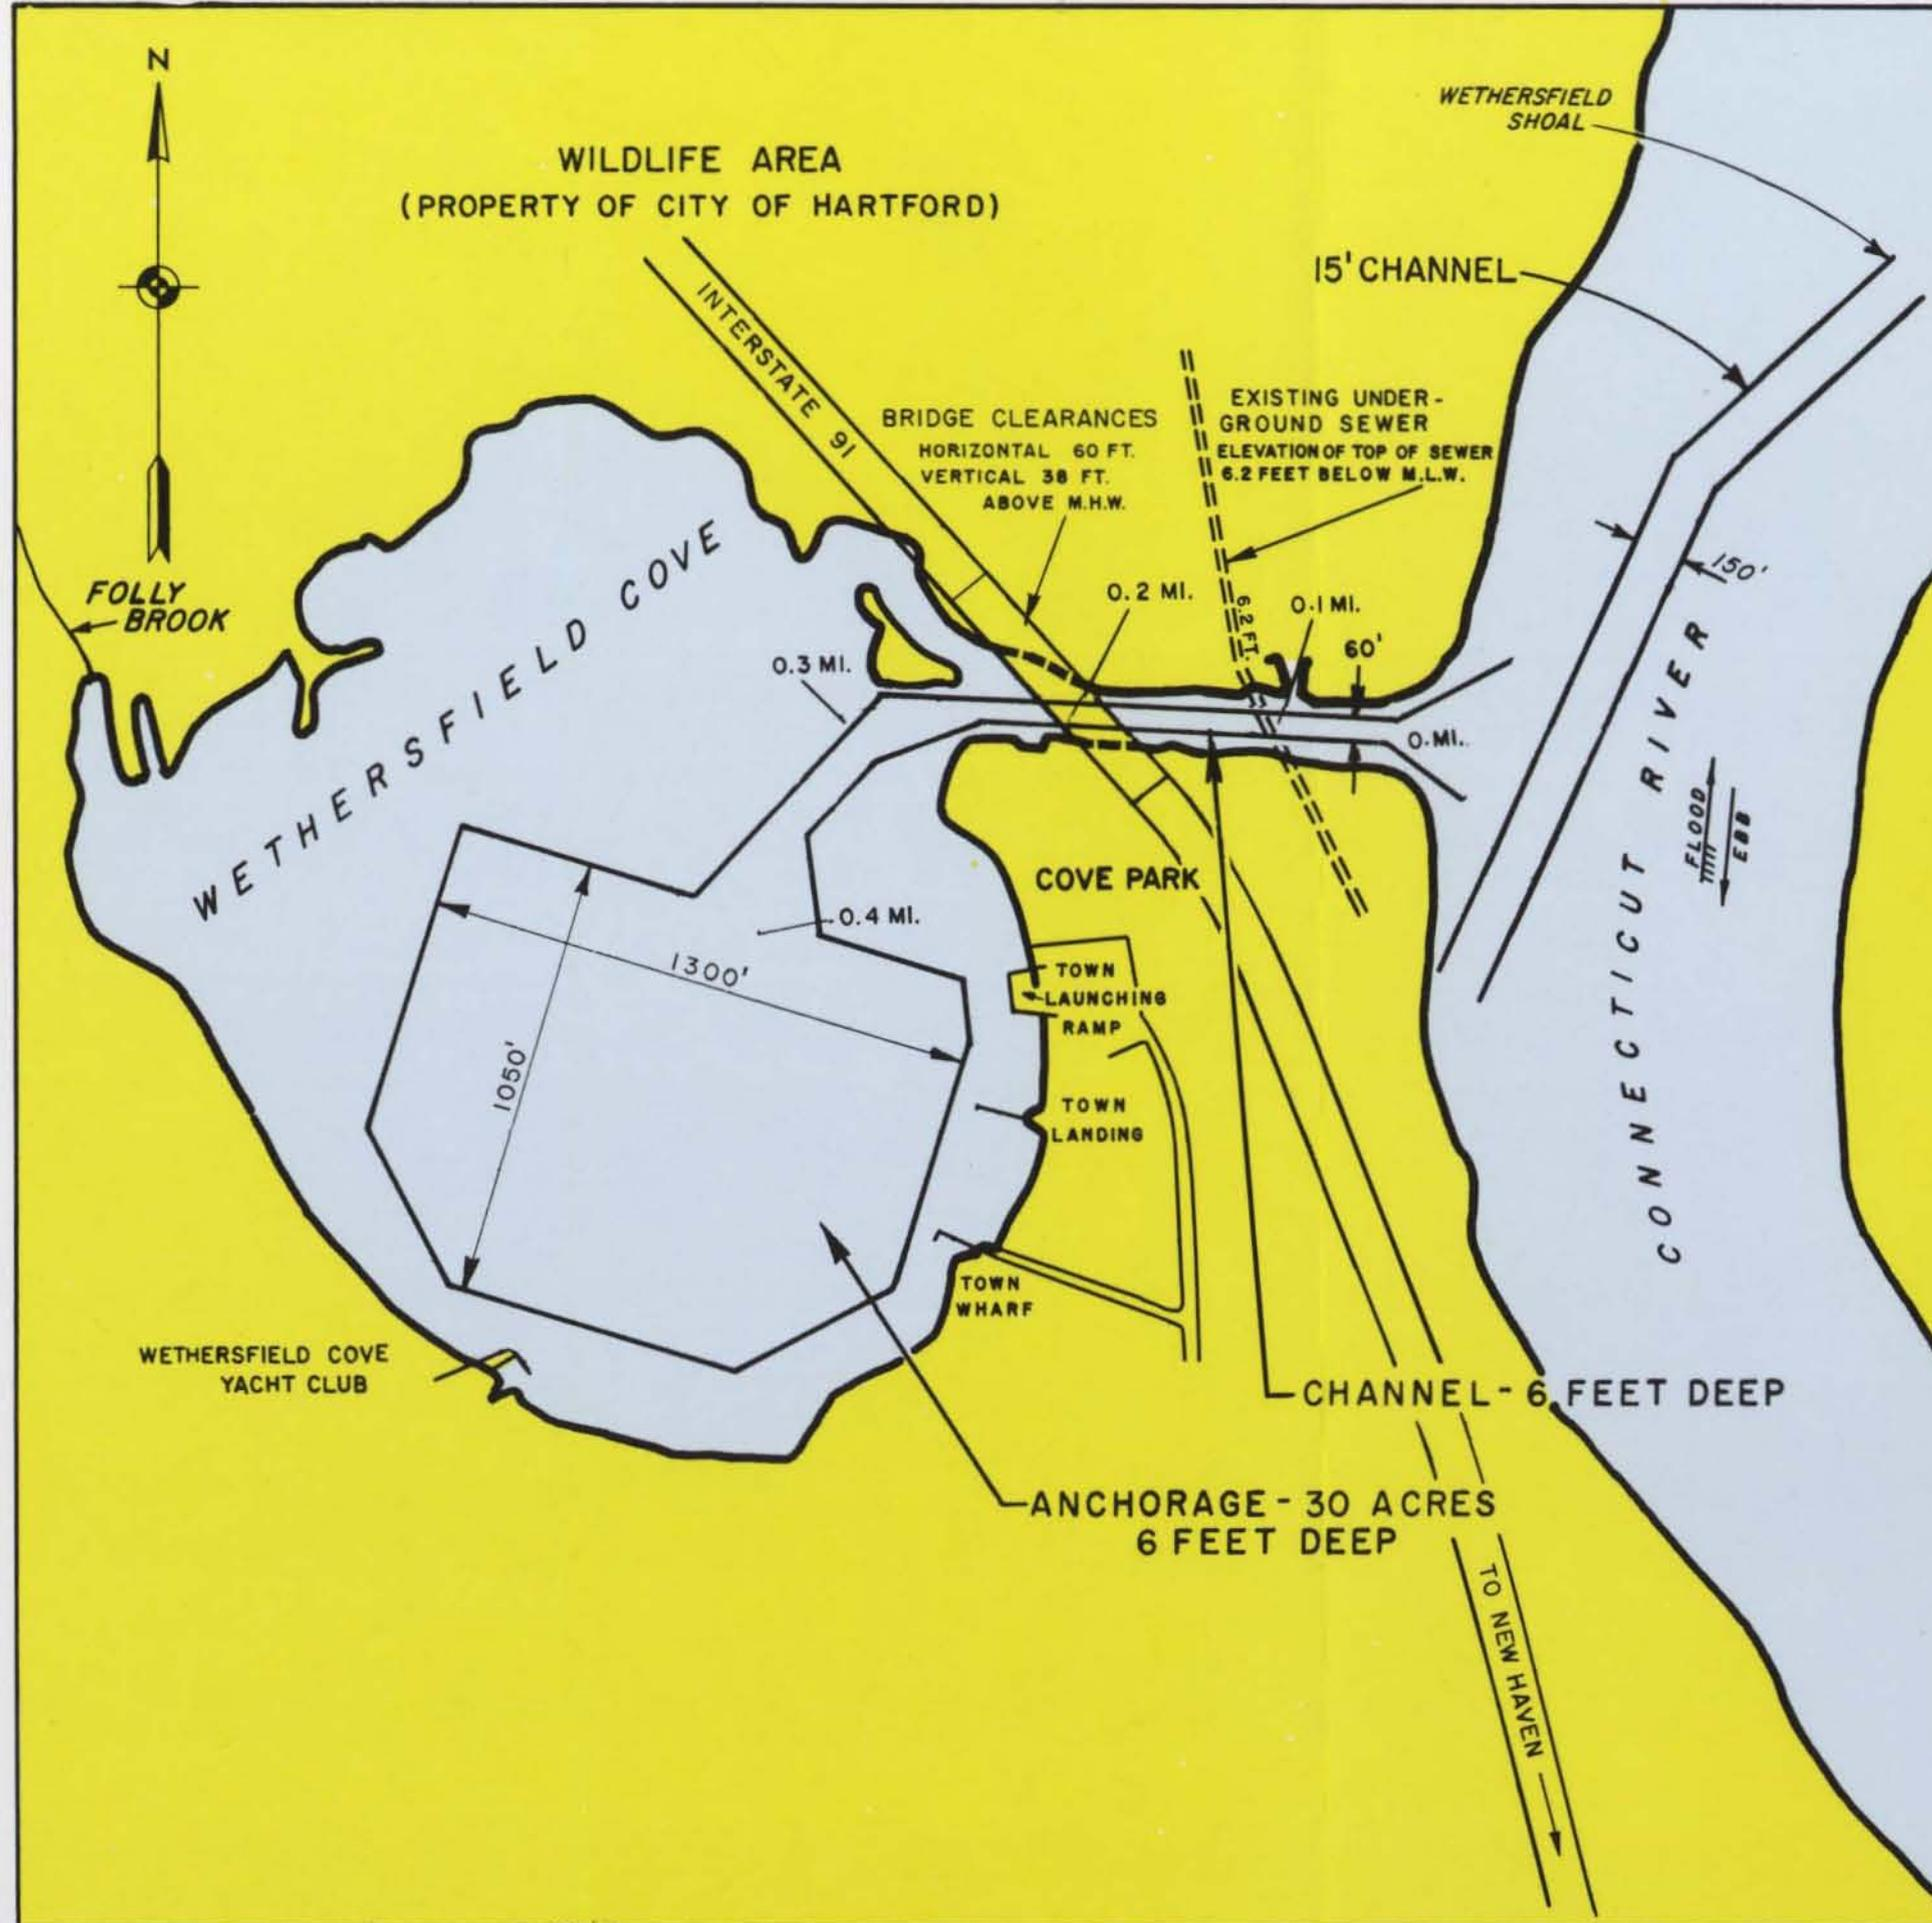 N
WETHERSFIELD
SHOAL
WILDLIFE AREA
(PROPERTY OF CITY OF HARTFORD)
15' CHANNEL
INTERSTATE 91
BRIDGE CLEARANCES
HORIZONTAL 60 FT.
VERTICAL 38 FT.
ABOVE M.H.W.
EXISTING UNDER-
GROUND SEWER
ELEVATION OF TOP OF SEWER
6.2 FEET BELOW M.L.W.
150'
FOLLY
BROOK
WETHERSFIELD COVE
0.2 MI.
6.2 FT.
0.1 MI.
60'
0.3 MI.
0. MI.
CONNECTICUT RIVER
FLOOD
EBB
COVE PARK
0.4 MI.
1300'
1050'
TOWN
LAUNCHING
RAMP
TOWN
LANDING
TOWN
WHARF
WETHERSFIELD COVE
YACHT CLUB
CHANNEL - 6 FEET DEEP
ANCHORAGE - 30 ACRES
6 FEET DEEP
TO NEW HAVEN